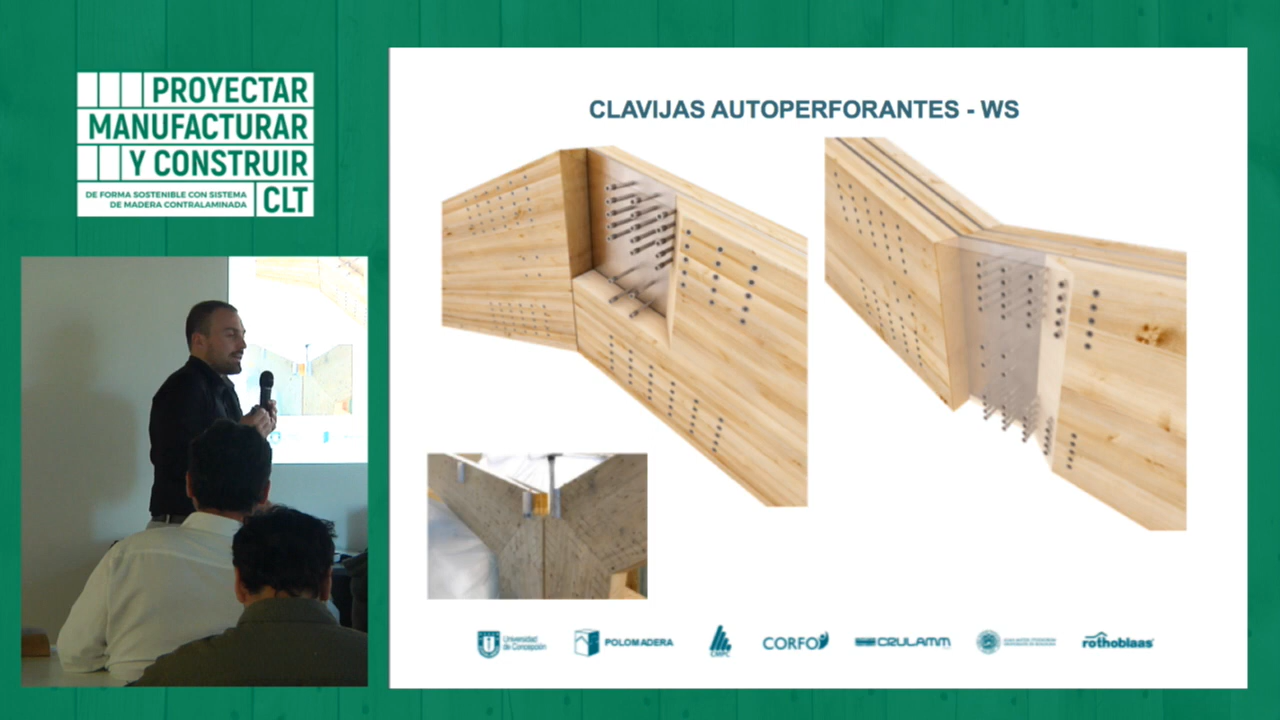 PROYECTAR
MANUFACTURAR
Y CONSTRUIR
DE FORMA SOSTENIBLE CON SISTEMA
DE MADERA CONTRALAMINADA
CLT
CLAVIJAS AUTOPERFORANTES - WS
Universidad
de Concepción
POLOMADERA
CMPC
CORFO
CRULAMM
rothoblaas